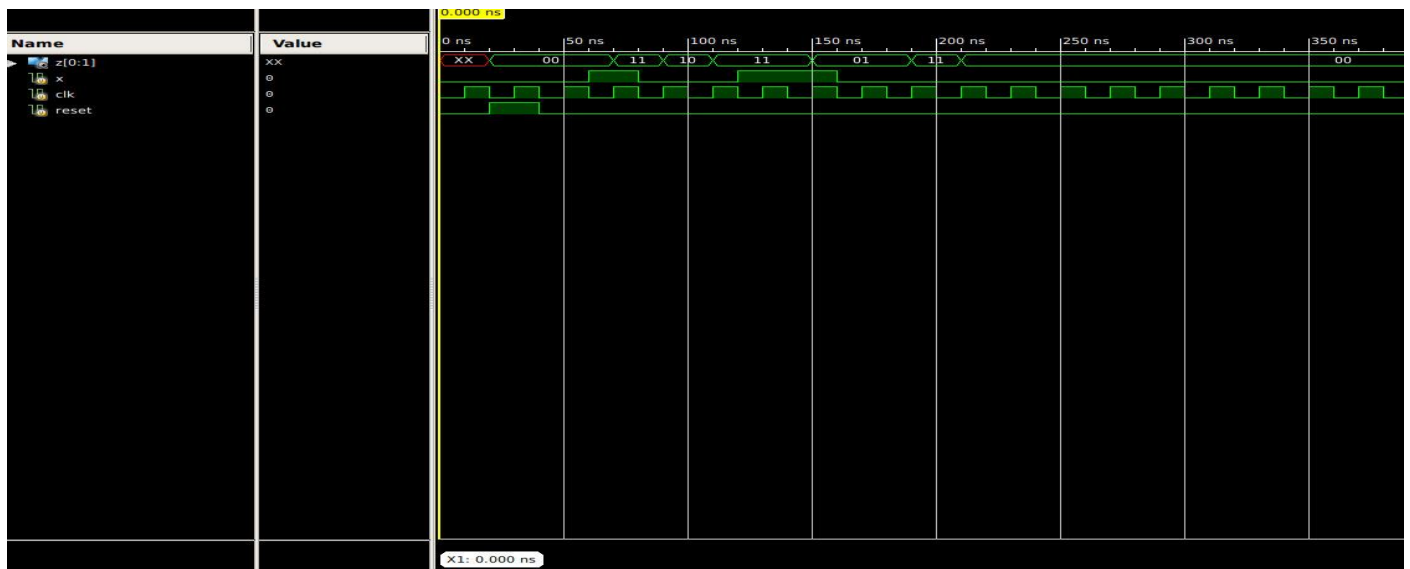 0.000 ns
Name Value
0 ns 50 ns 100 ns 150 ns 200 ns 250 ns 300 ns 350 ns
z[0:1] XX XX 00 11 10 11 01 11 00
x 0
clk 0
reset 0
X1: 0.000 ns